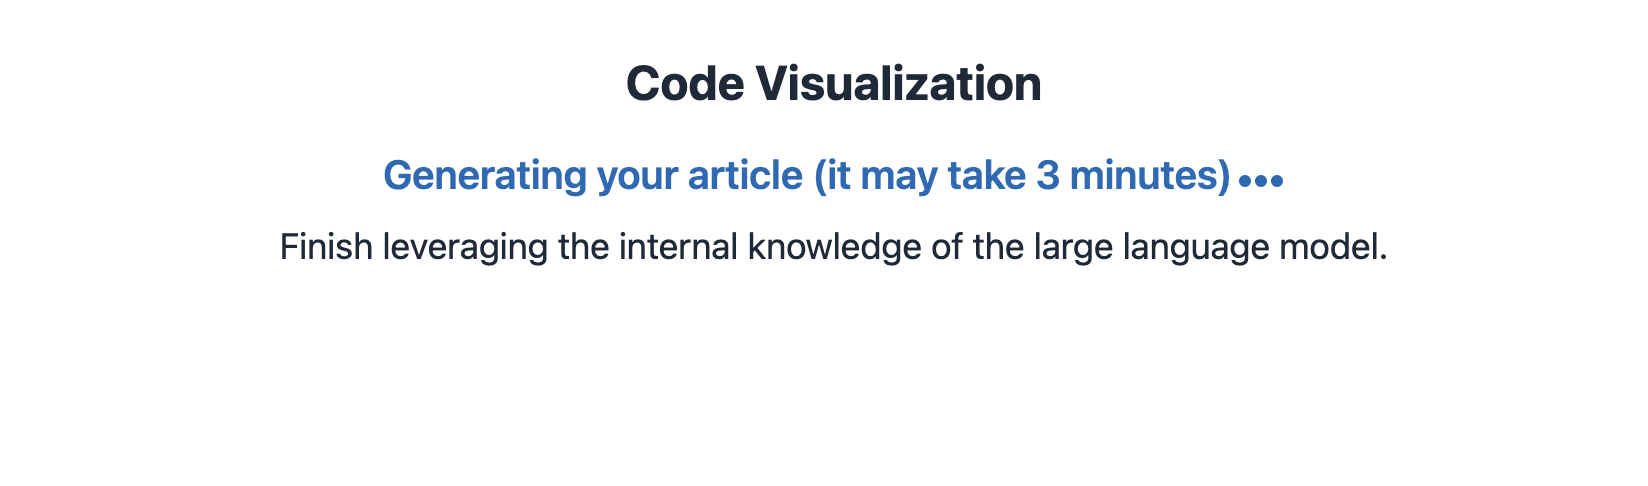 Code Visualization
Generating your article (it may take 3 minutes)•••
Finish leveraging the internal knowledge of the large language model.